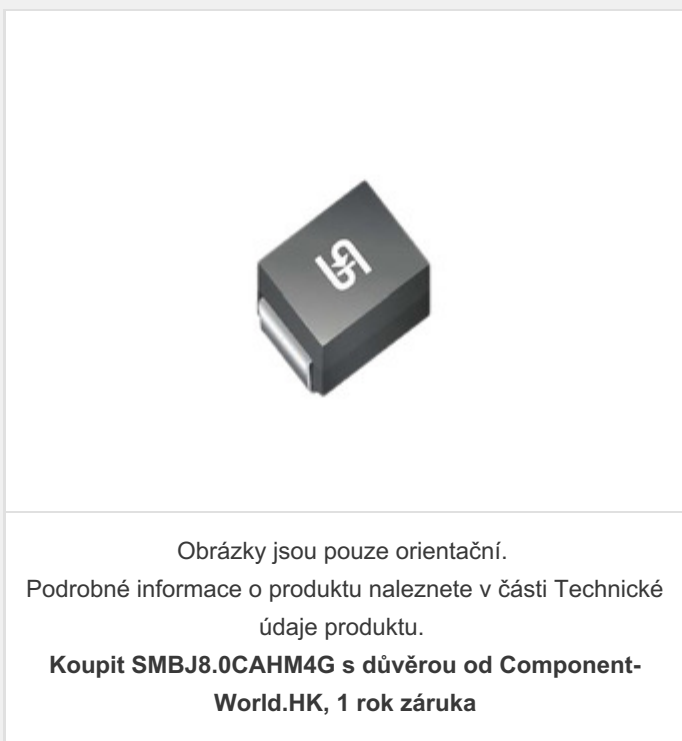 Obrázky jsou pouze orientační.
Podrobné informace o produktu naleznete v části Technické
údaje produktu.
Koupit SMBJ8.0CAHM4G s důvěrou od Component-
World.HK, 1 rok záruka